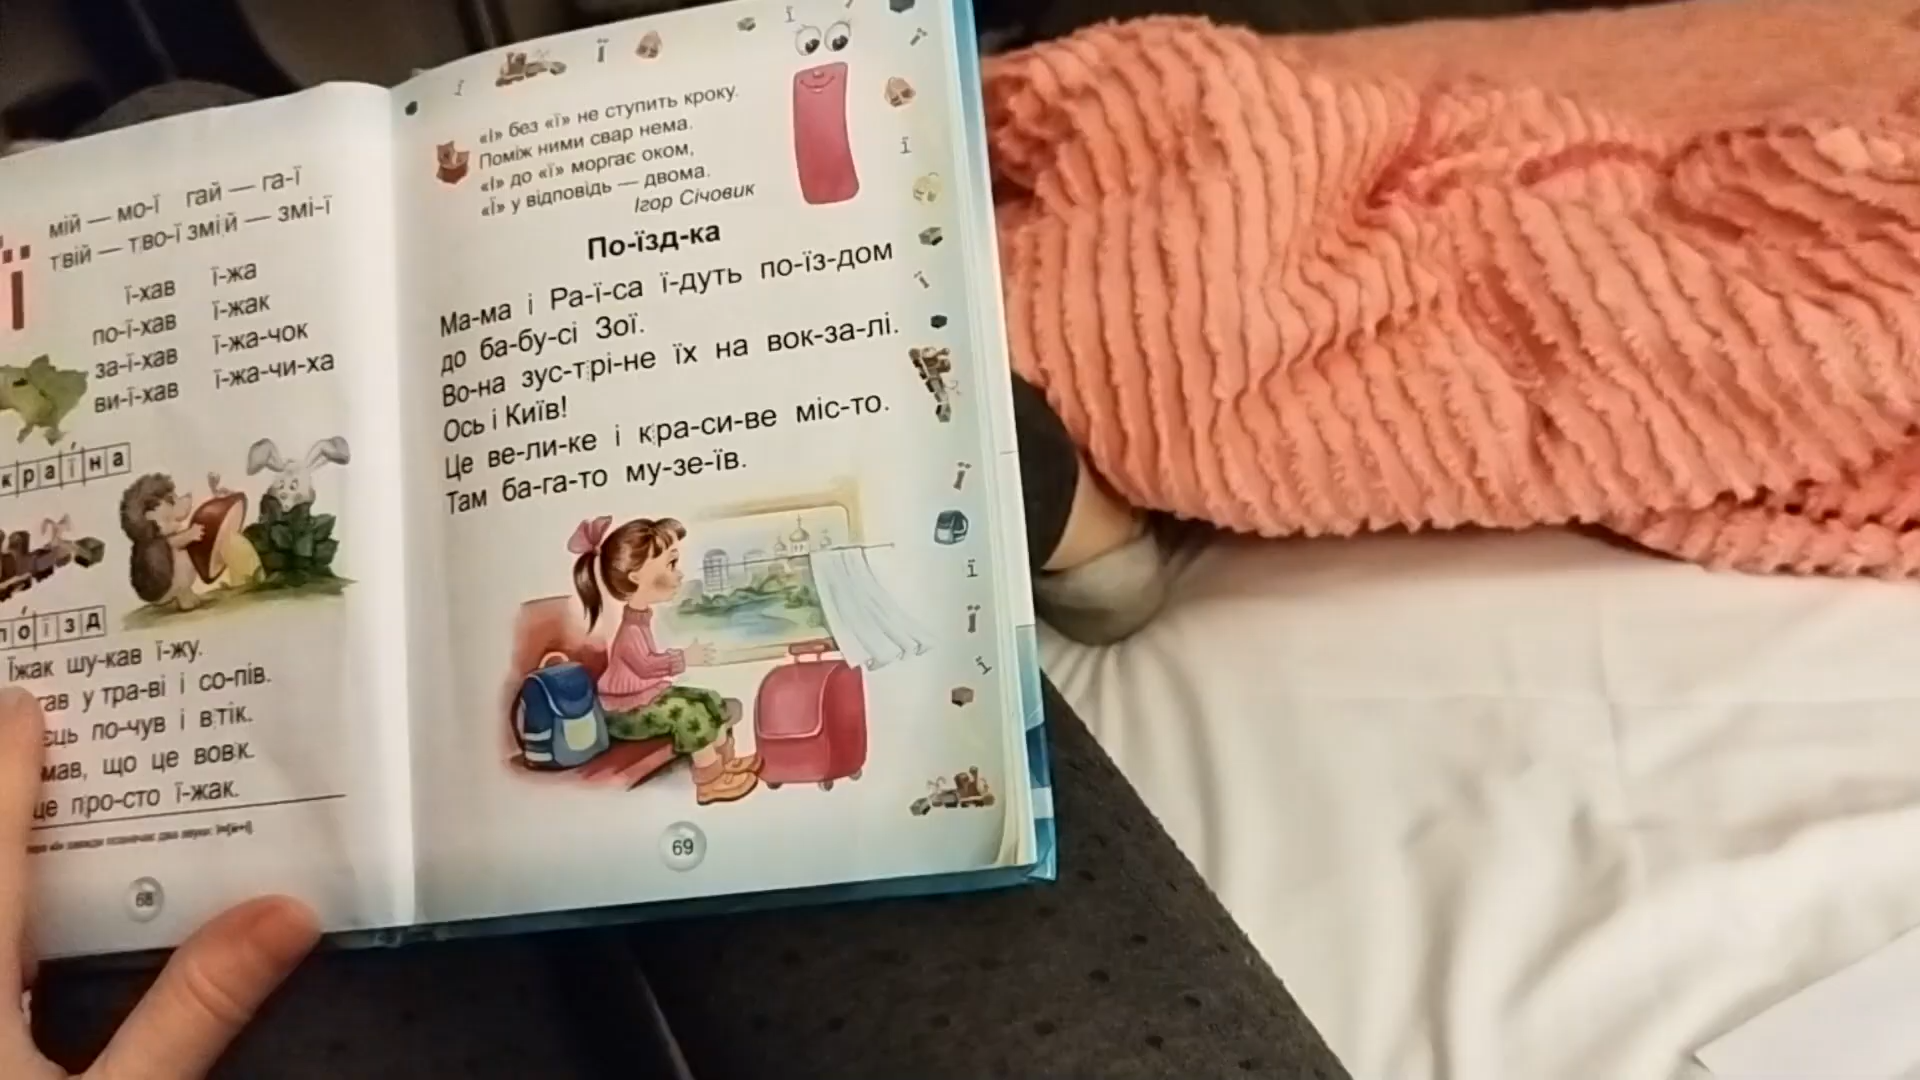 Ї
мій — мо-ї гай — га-ї
твій — тво-ї змій — змі-ї
ї-хав ї-жа
по-ї-хав ї-жак
за-ї-хав ї-жа-чок
ви-ї-хав ї-жа-чи-ха
країна
поїзд
Їжак шу-кав ї-жу.
у тра-ві і со-пів.
по-чув і втік.
що це вовк.
це про-сто ї-жак.
68
«І» без «ї» не ступить кроку.
Поміж ними свар нема.
«І» до «ї» моргає оком,
«Ї» у відповідь — двома.
Ігор Січовик
По-їзд-ка
Ма-ма і Ра-ї-са ї-дуть по-їз-дом
до ба-бу-сі Зої.
Во-на зус-трі-не їх на вок-за-лі.
Ось і Київ!
Це ве-ли-ке і кра-си-ве міс-то.
Там ба-га-то му-зе-їв.
69